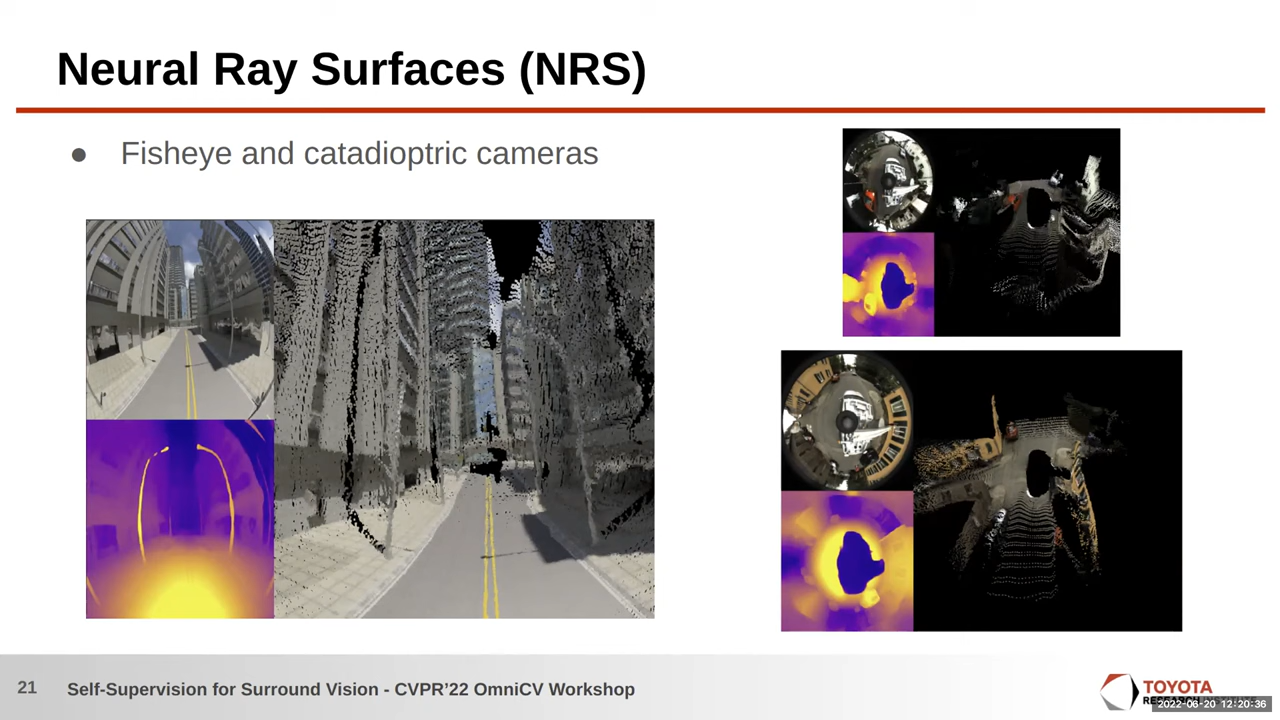 Neural Ray Surfaces (NRS)
● Fisheye and catadioptric cameras
21
Self-Supervision for Surround Vision - CVPR’22 OmniCV Workshop
TOYOTA
2022-06-20 12:20:36